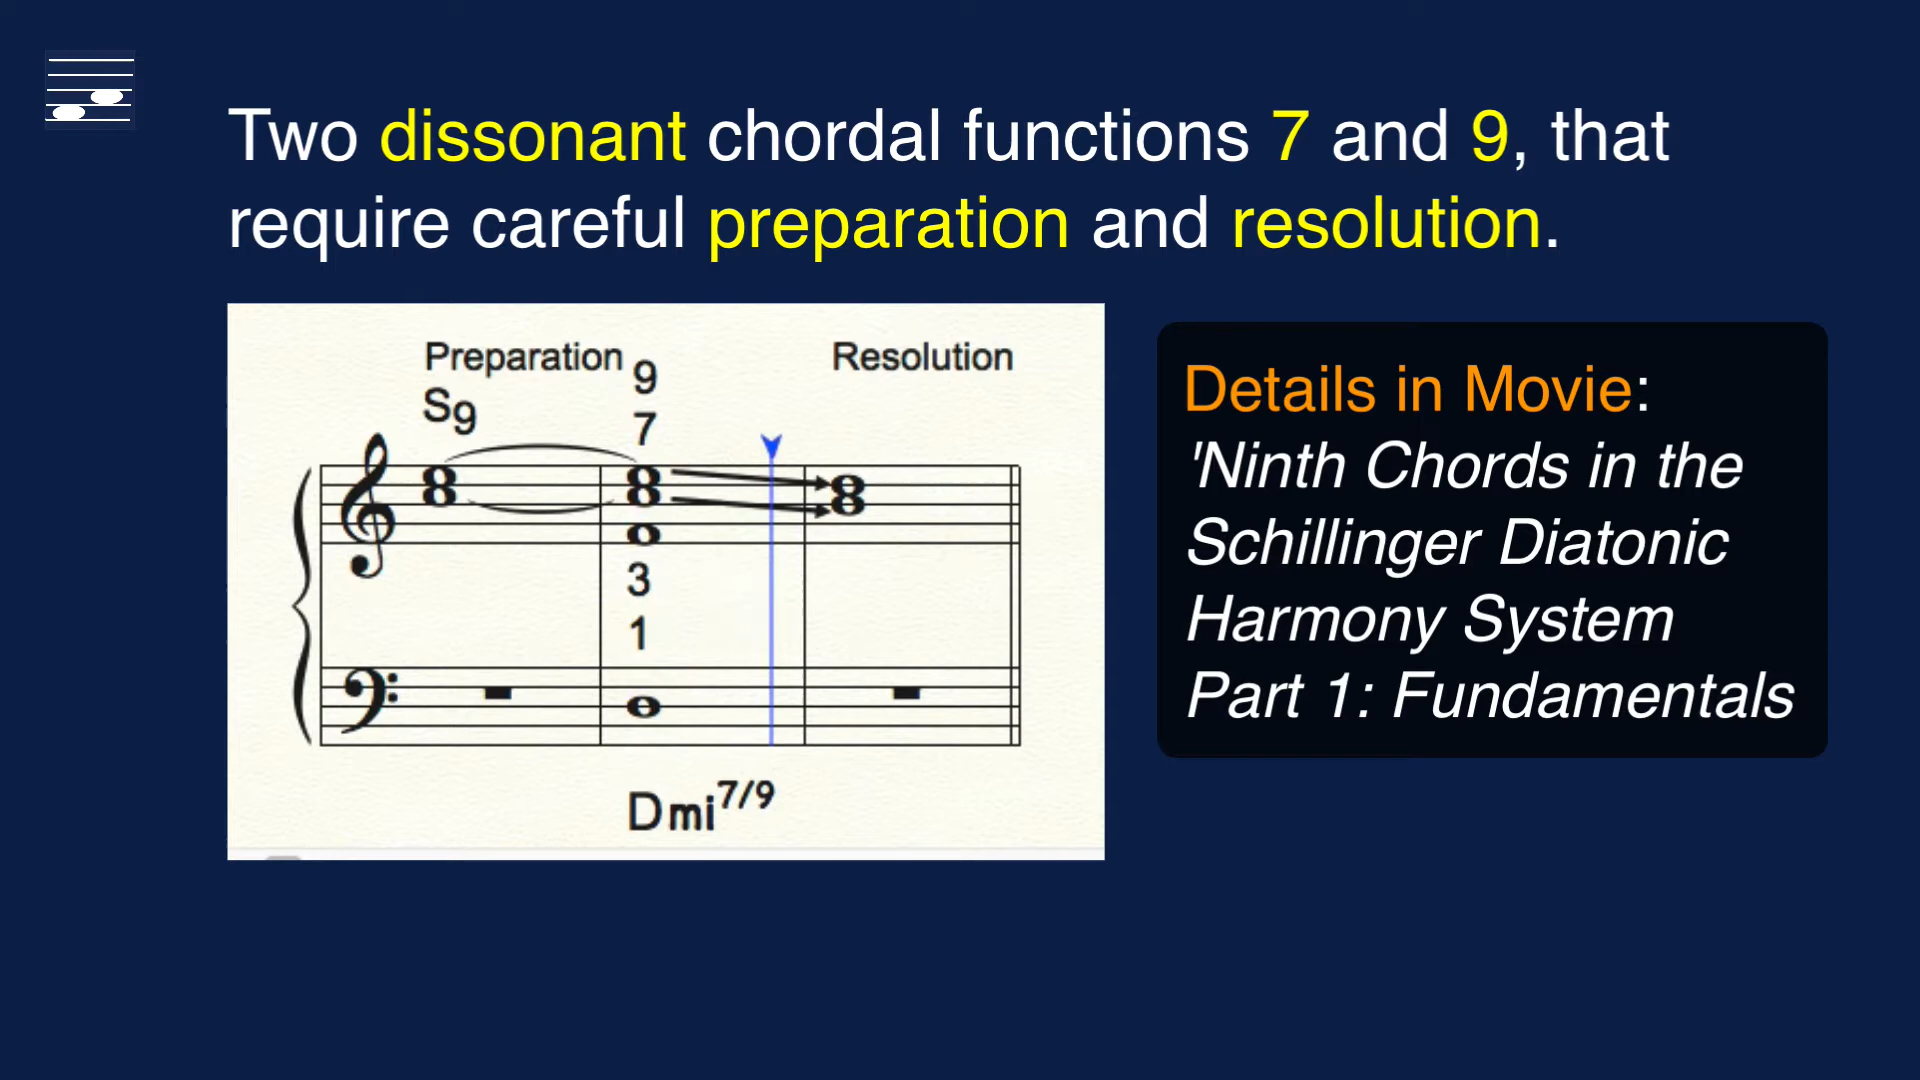 Two dissonant chordal functions 7 and 9, that
require careful preparation and resolution.
Preparation
9
Resolution
S9
7
3
1
Dmi7/9
Details in Movie:
'Ninth Chords in the
Schillinger Diatonic
Harmony System
Part 1: Fundamentals